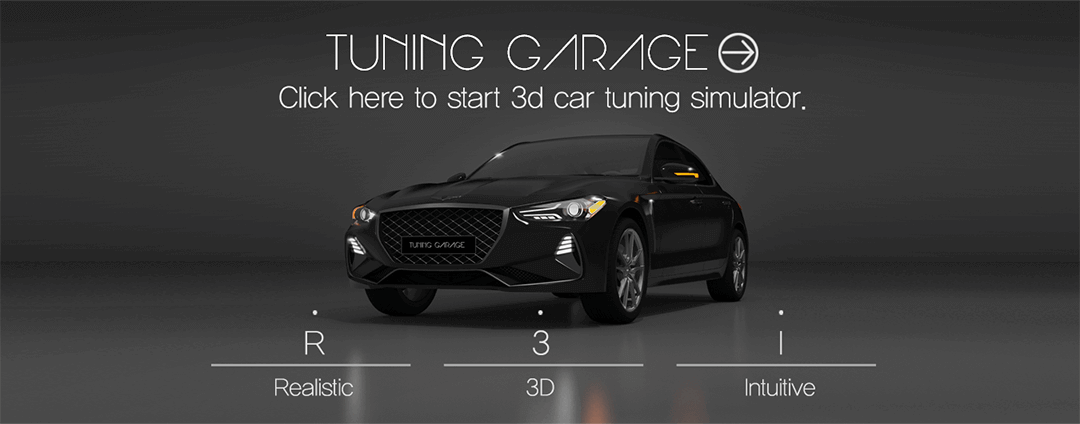 TUNING GARAGE
Click here to start 3d car tuning simulator.
TUNING GARAGE
R
3
I
Realistic
3D
Intuitive